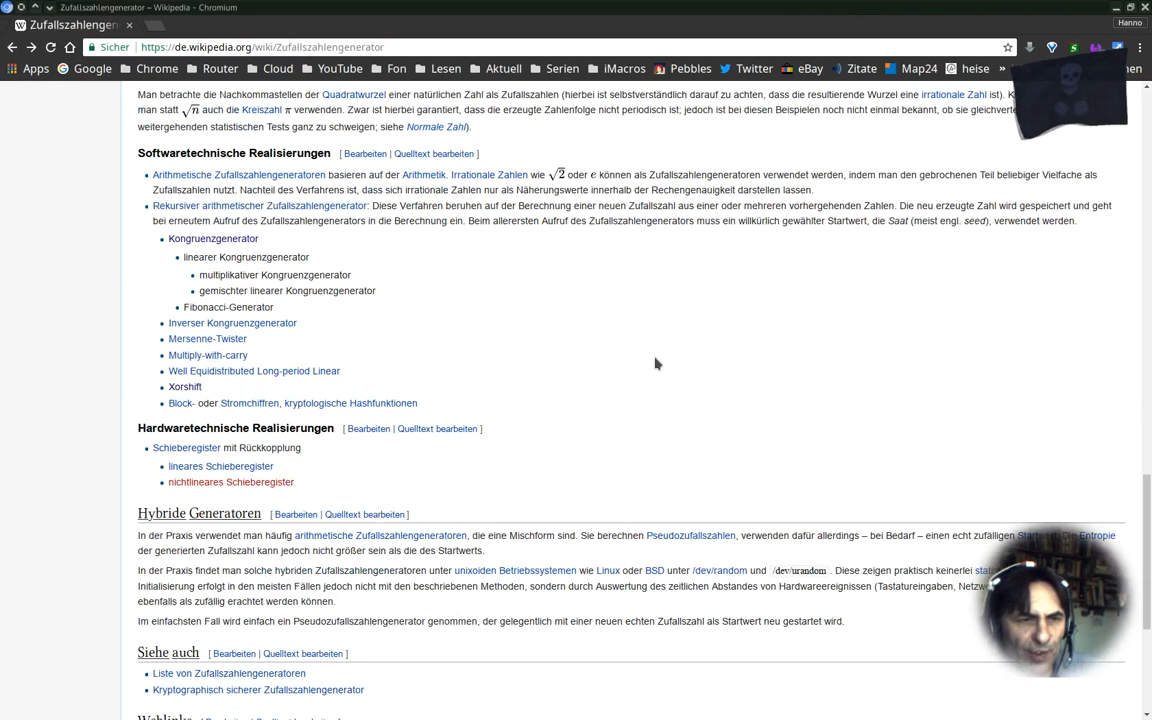 Zufallszahlengenerator – Wikipedia - Chromium
Zufallszahlengen
Hanno
Sicher https://de.wikipedia.org/wiki/Zufallszahlengenerator
Apps Google Chrome Router Cloud YouTube Fon Lesen Aktuell Serien iMacros Pebbles Twitter eBay Zitate Map24 heise »
Man betrachte die Nachkommastellen der Quadratwurzel einer natürlichen Zahl als Zufallszahlen (hierbei ist selbstverständlich darauf zu achten, dass die resultierende Wurzel eine irrationale Zahl ist).
man statt √n auch die Kreiszahl π verwenden. Zwar ist hierbei garantiert, dass die erzeugte Zahlenfolge nicht periodisch ist; jedoch ist bei diesen Beispielen noch nicht einmal bekannt, ob sie gleichverte
weitergehenden statistischen Tests ganz zu schweigen; siehe Normale Zahl).
Softwaretechnische Realisierungen [ Bearbeiten | Quelltext bearbeiten ]
• Arithmetische Zufallszahlengeneratoren basieren auf der Arithmetik. Irrationale Zahlen wie √2 oder e können als Zufallszahlengeneratoren verwendet werden, indem man den gebrochenen Teil beliebiger Vielfache als
Zufallszahlen nutzt. Nachteil des Verfahrens ist, dass sich irrationale Zahlen nur als Näherungswerte innerhalb der Rechengenauigkeit darstellen lassen.
• Rekursiver arithmetischer Zufallszahlengenerator: Diese Verfahren beruhen auf der Berechnung einer neuen Zufallszahl aus einer oder mehreren vorhergehenden Zahlen. Die neu erzeugte Zahl wird gespeichert und geht
bei erneutem Aufruf des Zufallszahlengenerators in die Berechnung ein. Beim allerersten Aufruf des Zufallszahlengenerators muss ein willkürlich gewählter Startwert, die Saat (meist engl. seed), verwendet werden.
• Kongruenzgenerator
• linearer Kongruenzgenerator
• multiplikativer Kongruenzgenerator
• gemischter linearer Kongruenzgenerator
• Fibonacci-Generator
• Inverser Kongruenzgenerator
• Mersenne-Twister
• Multiply-with-carry
• Well Equidistributed Long-period Linear
• Xorshift
• Block- oder Stromchiffren, kryptologische Hashfunktionen
Hardwaretechnische Realisierungen [ Bearbeiten | Quelltext bearbeiten ]
• Schieberegister mit Rückkopplung
• lineares Schieberegister
• nichtlineares Schieberegister
Hybride Generatoren [ Bearbeiten | Quelltext bearbeiten ]
In der Praxis verwendet man häufig arithmetische Zufallszahlengeneratoren, die eine Mischform sind. Sie berechnen Pseudozufallszahlen, verwenden dafür allerdings – bei Bedarf – einen echt zufälligen Startwert. Die Entropie
der generierten Zufallszahl kann jedoch nicht größer sein als die des Startwerts.
In der Praxis findet man solche hybriden Zufallszahlengeneratoren unter unixoiden Betriebssystemen wie Linux oder BSD unter /dev/random und /dev/urandom . Diese zeigen praktisch keinerlei
Initialisierung erfolgt in den meisten Fällen jedoch nicht mit den beschriebenen Methoden, sondern durch Auswertung des zeitlichen Abstandes von Hardwareereignissen (Tastatureingaben,
ebenfalls als zufällig erachtet werden können.
Im einfachsten Fall wird einfach ein Pseudozufallszahlengenerator genommen, der gelegentlich mit einer neuen echten Zufallszahl als Startwert neu gestartet wird.
Siehe auch [ Bearbeiten | Quelltext bearbeiten ]
• Liste von Zufallszahlengeneratoren
• Kryptographisch sicherer Zufallszahlengenerator